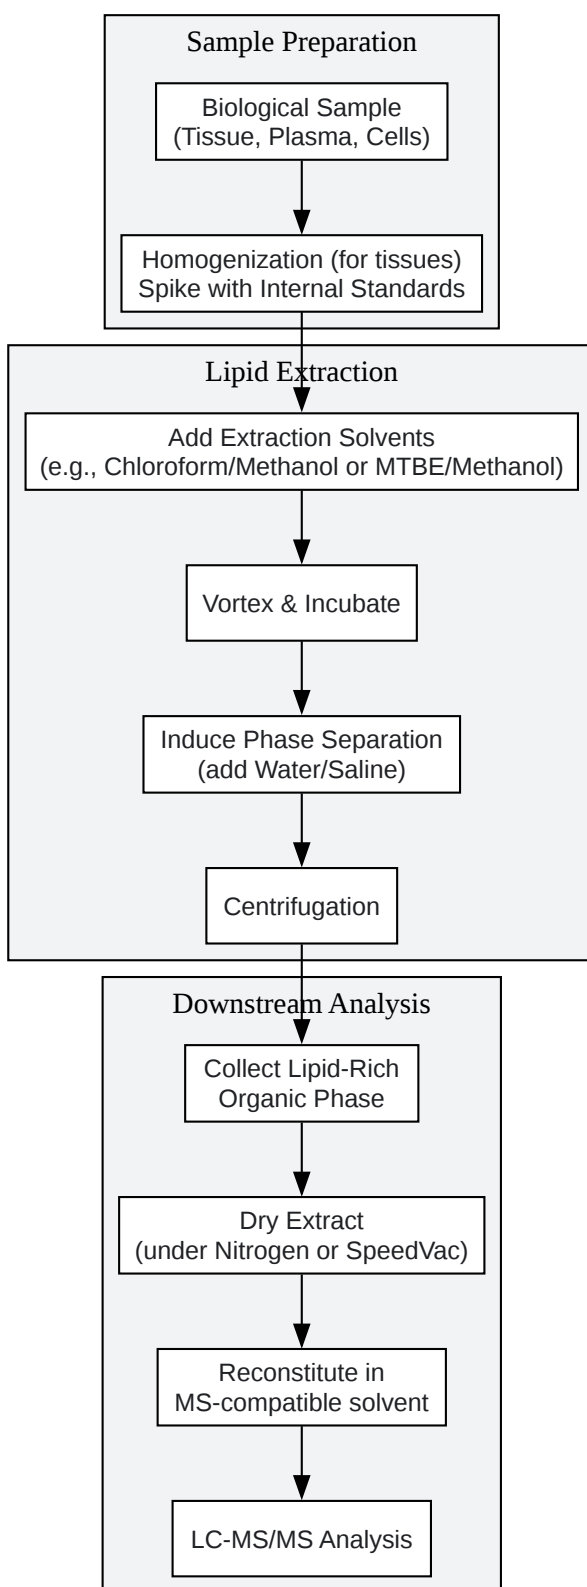 Sample Preparation
Biological Sample
(Tissue, Plasma, Cells)
Homogenization (for tissues)
Spike with Internal Standards
Lipid Extraction
Add Extraction Solvents
(e.g., Chloroform/Methanol or MTBE/Methanol)
Vortex & Incubate
Induce Phase Separation
(add Water/Saline)
Centrifugation
Downstream Analysis
Collect Lipid-Rich
Organic Phase
Dry Extract
(under Nitrogen or SpeedVac)
Reconstitute in
MS-compatible solvent
LC-MS/MS Analysis